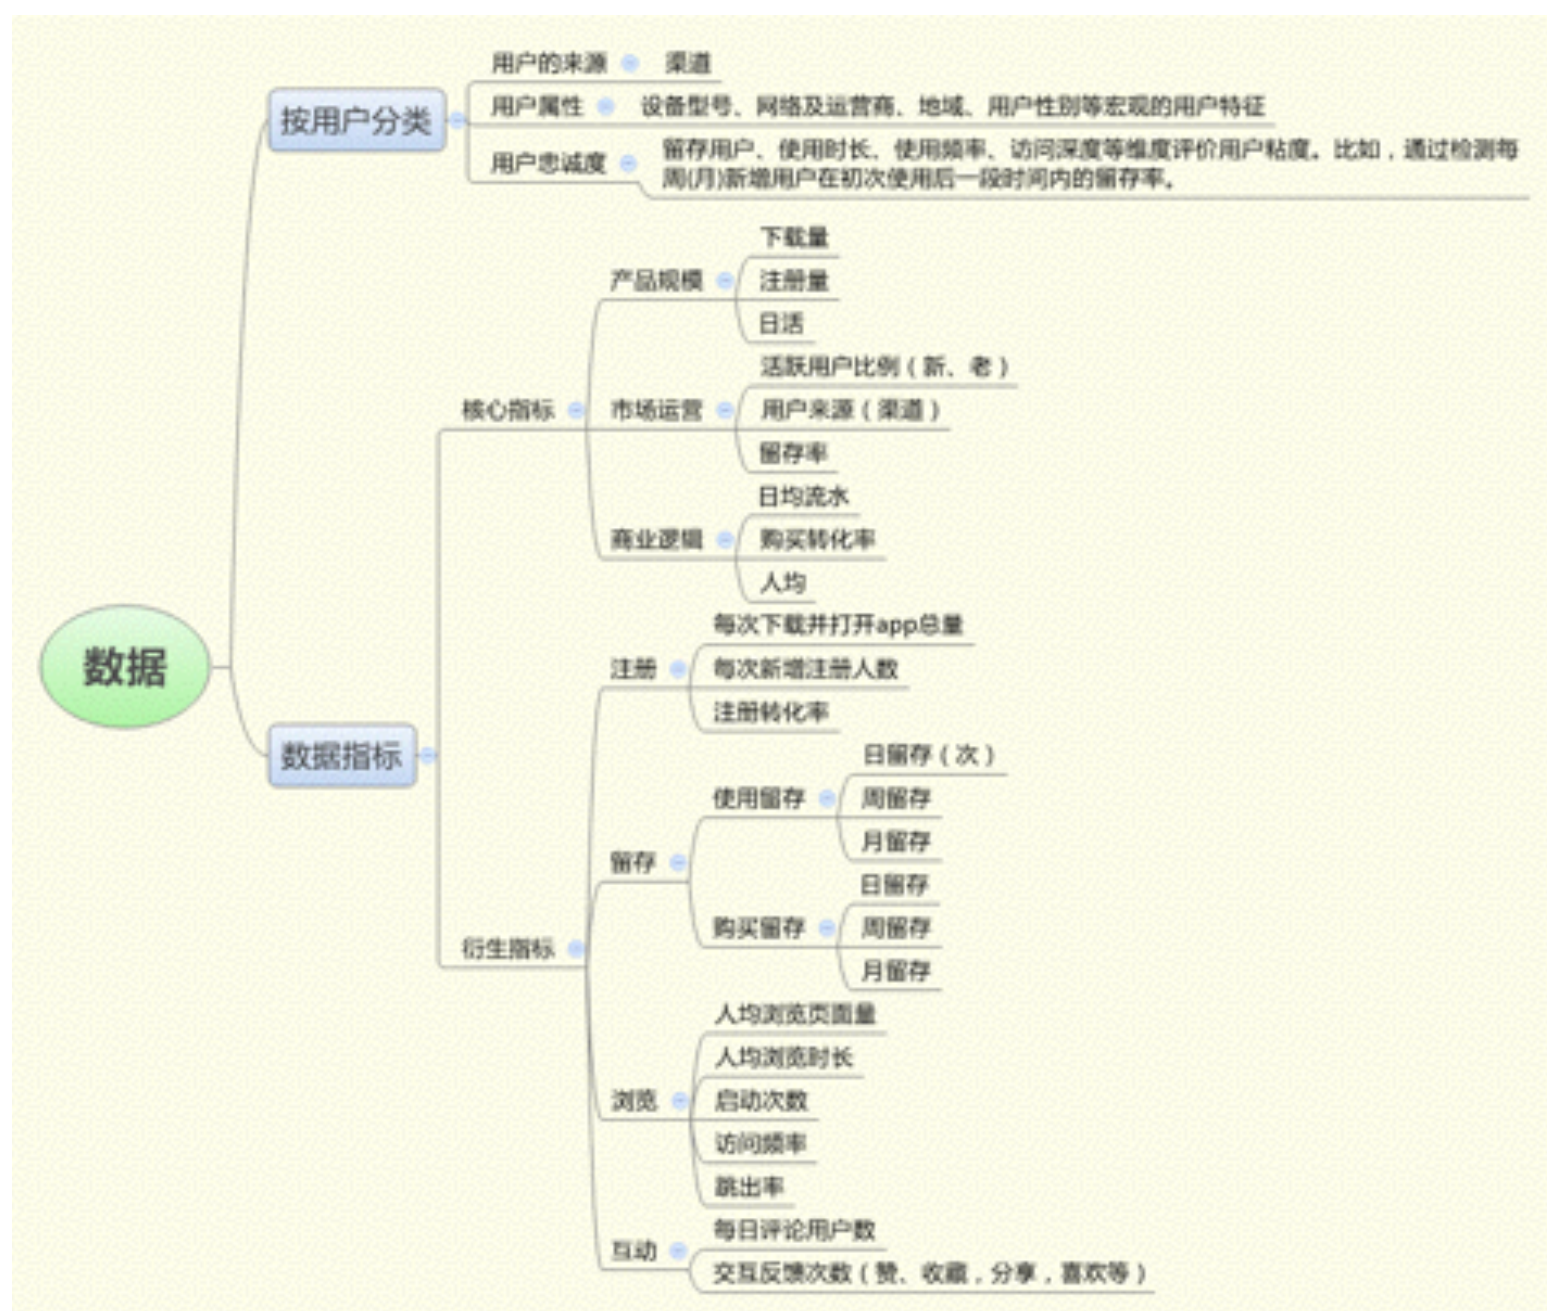 用户的来源 渠道
按用户分类
用户属性 设备型号、网络及运营商、地域、用户性别等宏观的用户特征
用户忠诚度
留存用户、使用时长、使用频率、访问深度等维度评价用户粘度。比如，通过检测每
周(月)新增用户在初次使用后一段时间内的留存率。
数据
数据指标
核心指标
产品规模
下载量
注册量
日活
市场运营
活跃用户比例（新、老）
用户来源（渠道）
留存率
商业逻辑
日均流水
购买转化率
人均
衍生指标
注册
每次下载并打开app总量
每次新增注册人数
注册转化率
留存
使用留存
日留存（次）
周留存
月留存
购买留存
日留存
周留存
月留存
浏览
人均浏览页面量
人均浏览时长
启动次数
访问频率
跳出率
互动
每日评论用户数
交互反馈次数（赞、收藏，分享，喜欢等）